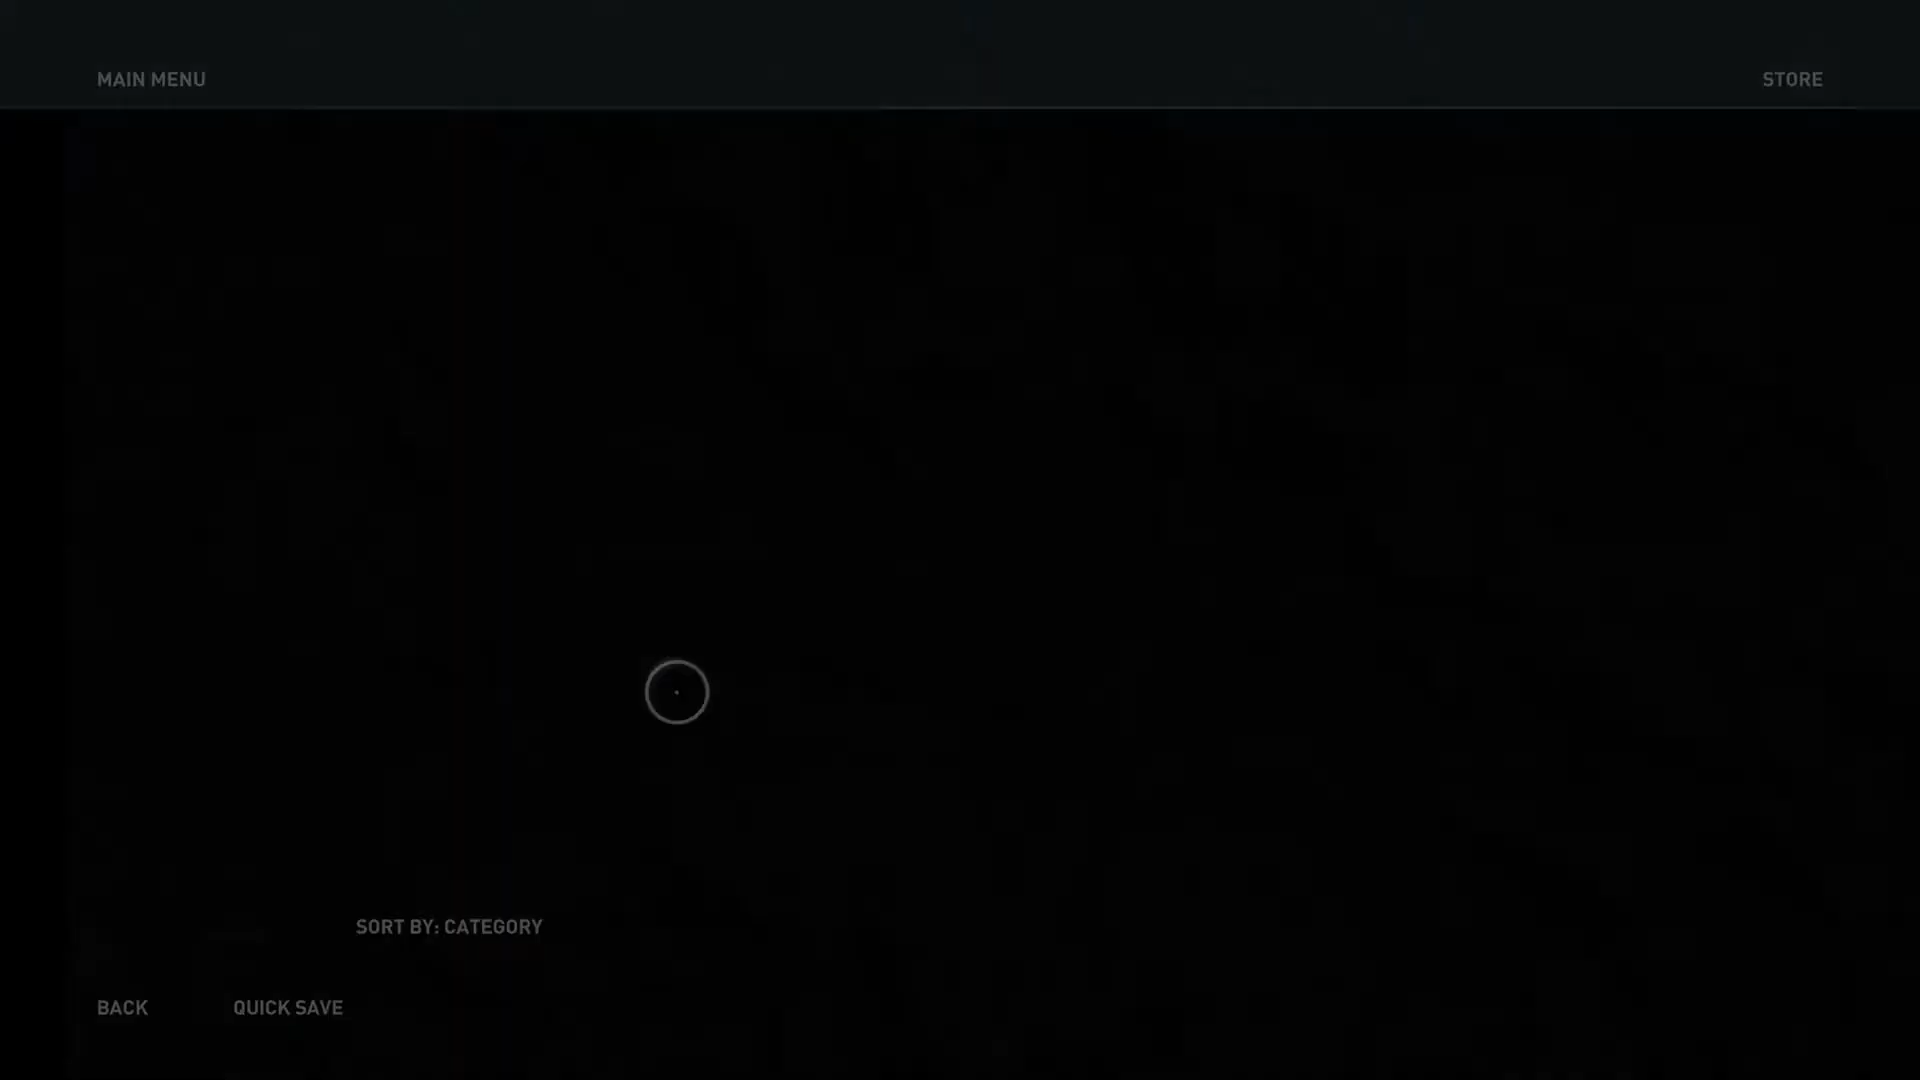 MAIN MENU
STORE
SORT BY: CATEGORY
BACK
QUICK SAVE